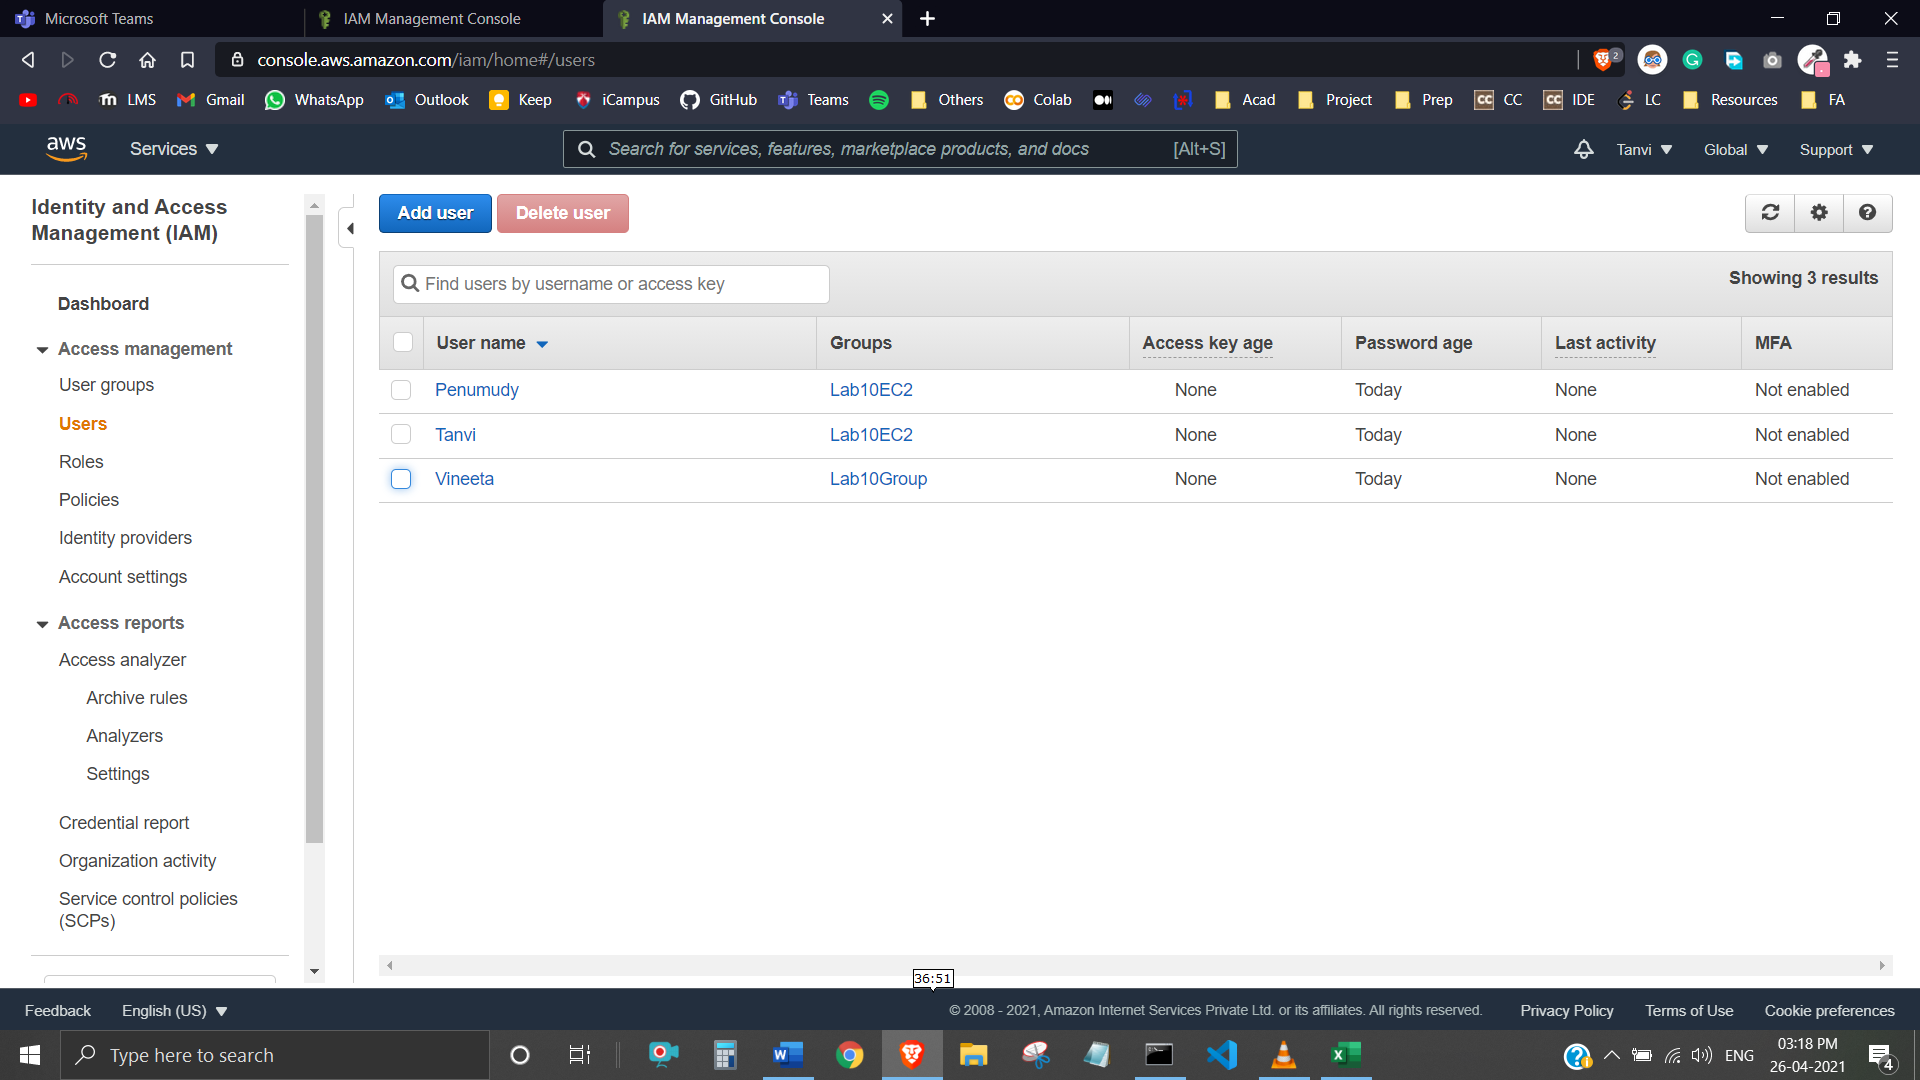 Microsoft Teams
IAM Management Console
IAM Management Console
console.aws.amazon.com/iam/home#/users
2
LMS
Gmail
WhatsApp
Outlook
Keep
iCampus
GitHub
Teams
Others
Colab
Acad
Project
Prep
CC CC
CC IDE
LC
Resources
FA
aws
Services
Search for services, features, marketplace products, and docs
[Alt+S]
Tanvi
Global
Support
Identity and Access
Management (IAM)
Dashboard
Access management
User groups
Users
Roles
Policies
Identity providers
Account settings
Access reports
Access analyzer
Archive rules
Analyzers
Settings
Credential report
Organization activity
Service control policies
(SCPs)
Add user
Delete user
Find users by username or access key
Showing 3 results
User name Groups Access key age Password age Last activity MFA
Penumudy Lab10EC2 None Today None Not enabled
Tanvi Lab10EC2 None Today None Not enabled
Vineeta Lab10Group None Today None Not enabled
36:51
Feedback
English (US)
© 2008 - 2021, Amazon Internet Services Private Ltd. or its affiliates. All rights reserved.
Privacy Policy
Terms of Use
Cookie preferences
Type here to search
ENG
03:18 PM
26-04-2021
4